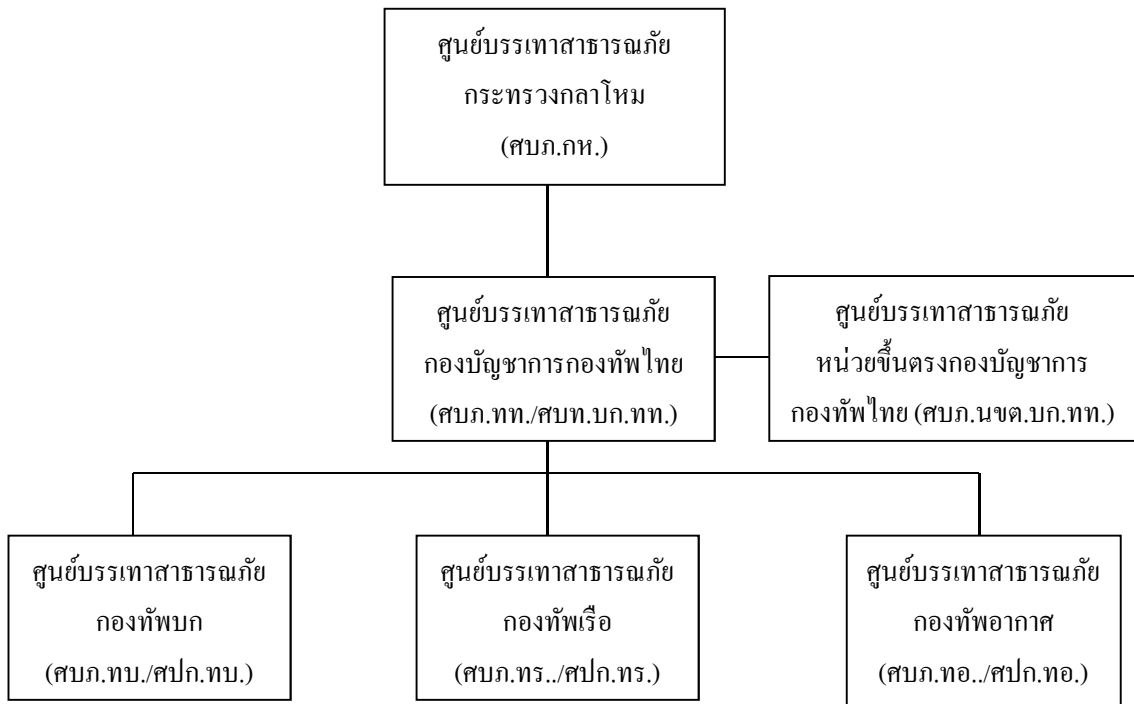 ศูนย์บรรเทาสาธารณภัย
กระทรวงกลาโหม
(ศบภ.กห.)
ศูนย์บรรเทาสาธารณภัย
กองบัญชาการกองทัพไทย
(ศบภ.ทท./ศบท.บก.ทท.)
ศูนย์บรรเทาสาธารณภัย
หน่วยขึ้นตรงกองบัญชาการ
กองทัพไทย (ศบภ.นขต.บก.ทท.)
ศูนย์บรรเทาสาธารณภัย
กองทัพบก
(ศบภ.ทบ./ศปก.ทบ.)
ศูนย์บรรเทาสาธารณภัย
กองทัพเรือ
(ศบภ.ทร../ศปก.ทร.)
ศูนย์บรรเทาสาธารณภัย
กองทัพอากาศ
(ศบภ.ทอ../ศปก.ทอ.)